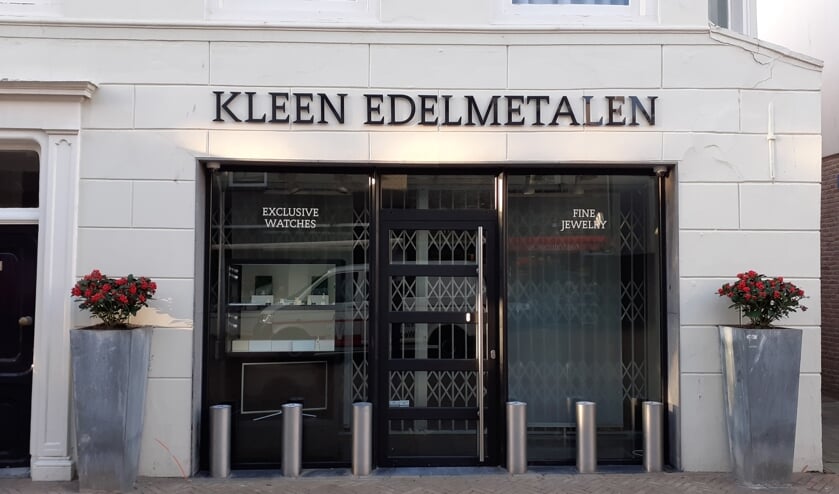 KLEEN EDELMETALEN
EXCLUSIVE
WATCHES
FINE
JEWELRY